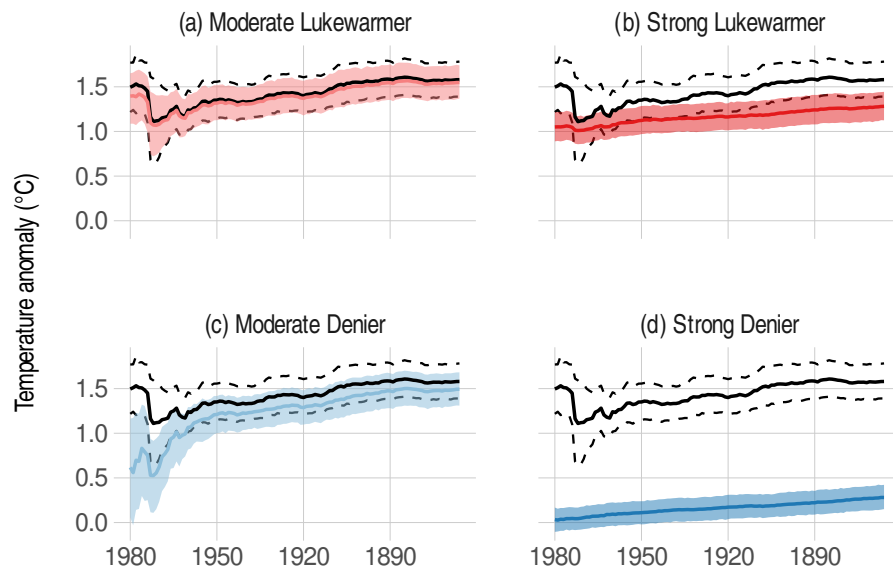 (a) Moderate Lukewarmer
(b) Strong Lukewarmer
1.5
1.0
0.5
0.0
Temperature anomaly (°C)
(c) Moderate Denier
(d) Strong Denier
1.5
1.0
0.5
0.0
1980 1950 1920 1890
1980 1950 1920 1890